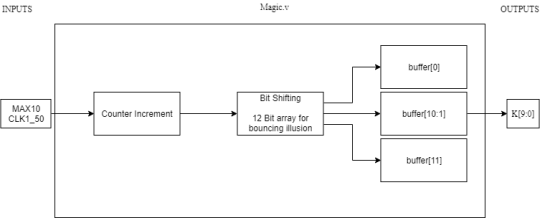 INPUTS
Magic.v
OUTPUTS
MAX10
CLK1_50
Counter Increment
Bit Shifting
12 Bit array for
bouncing illusion
buffer[0]
buffer[10:1]
buffer[11]
K[9:0]